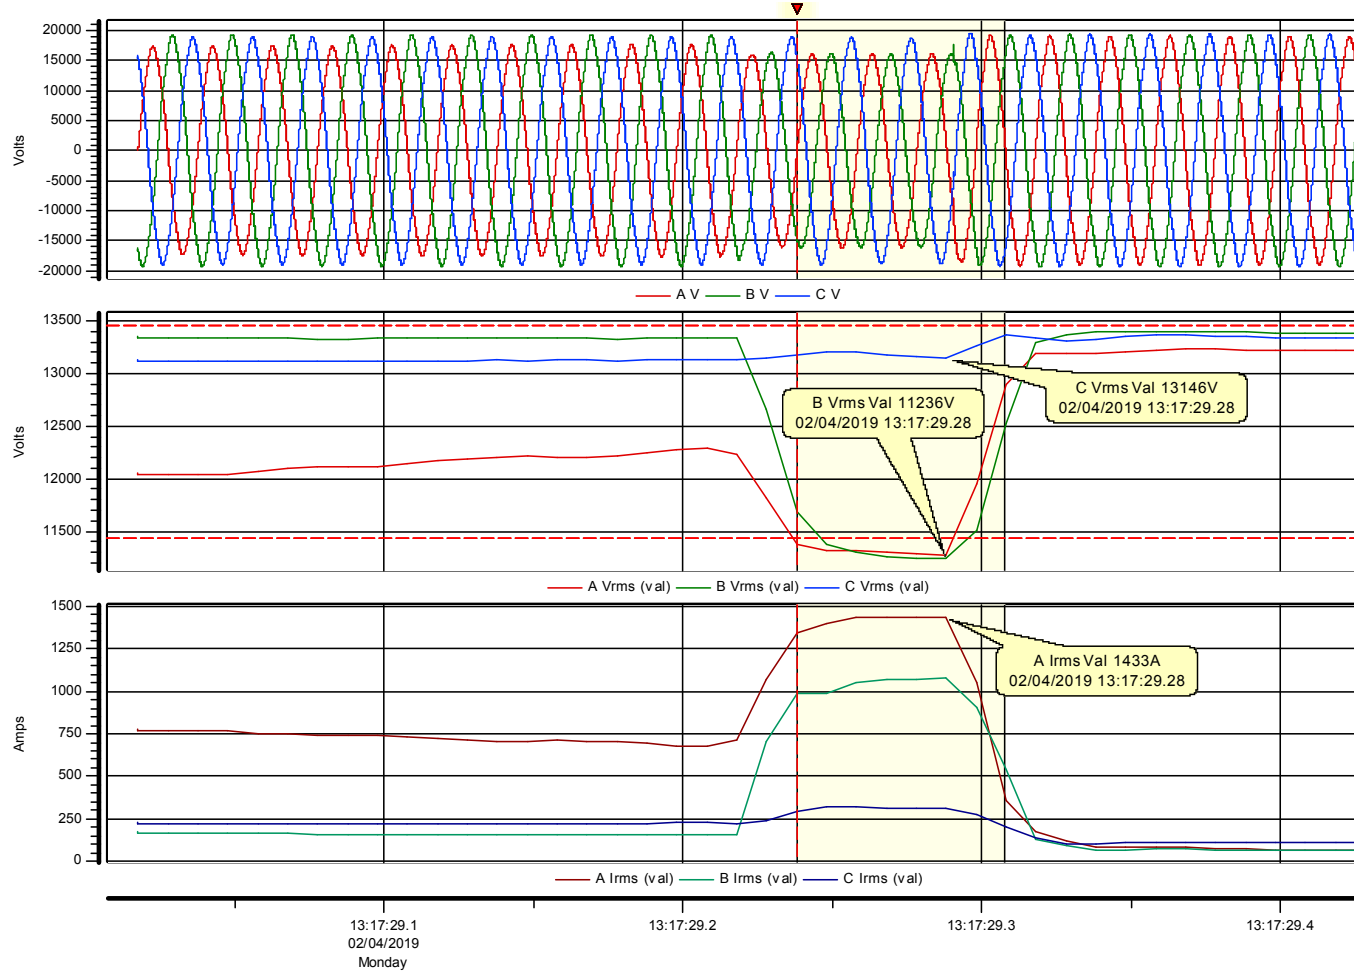 20000
15000
10000
5000
0
-5000
-10000
-15000
-20000
Volts
A V B V C V
13500
13000
12500
12000
11500
Volts
C Vrms Val 13146V
02/04/2019 13:17:29.28
B Vrms Val 11236V
02/04/2019 13:17:29.28
A Vrms (val) B Vrms (val) C Vrms (val)
1500
1250
1000
750
500
250
0
Amps
A Irms Val 1433A
02/04/2019 13:17:29.28
A Irms (val) B Irms (val) C Irms (val)
13:17:29.1 13:17:29.2 13:17:29.3 13:17:29.4
02/04/2019
Monday